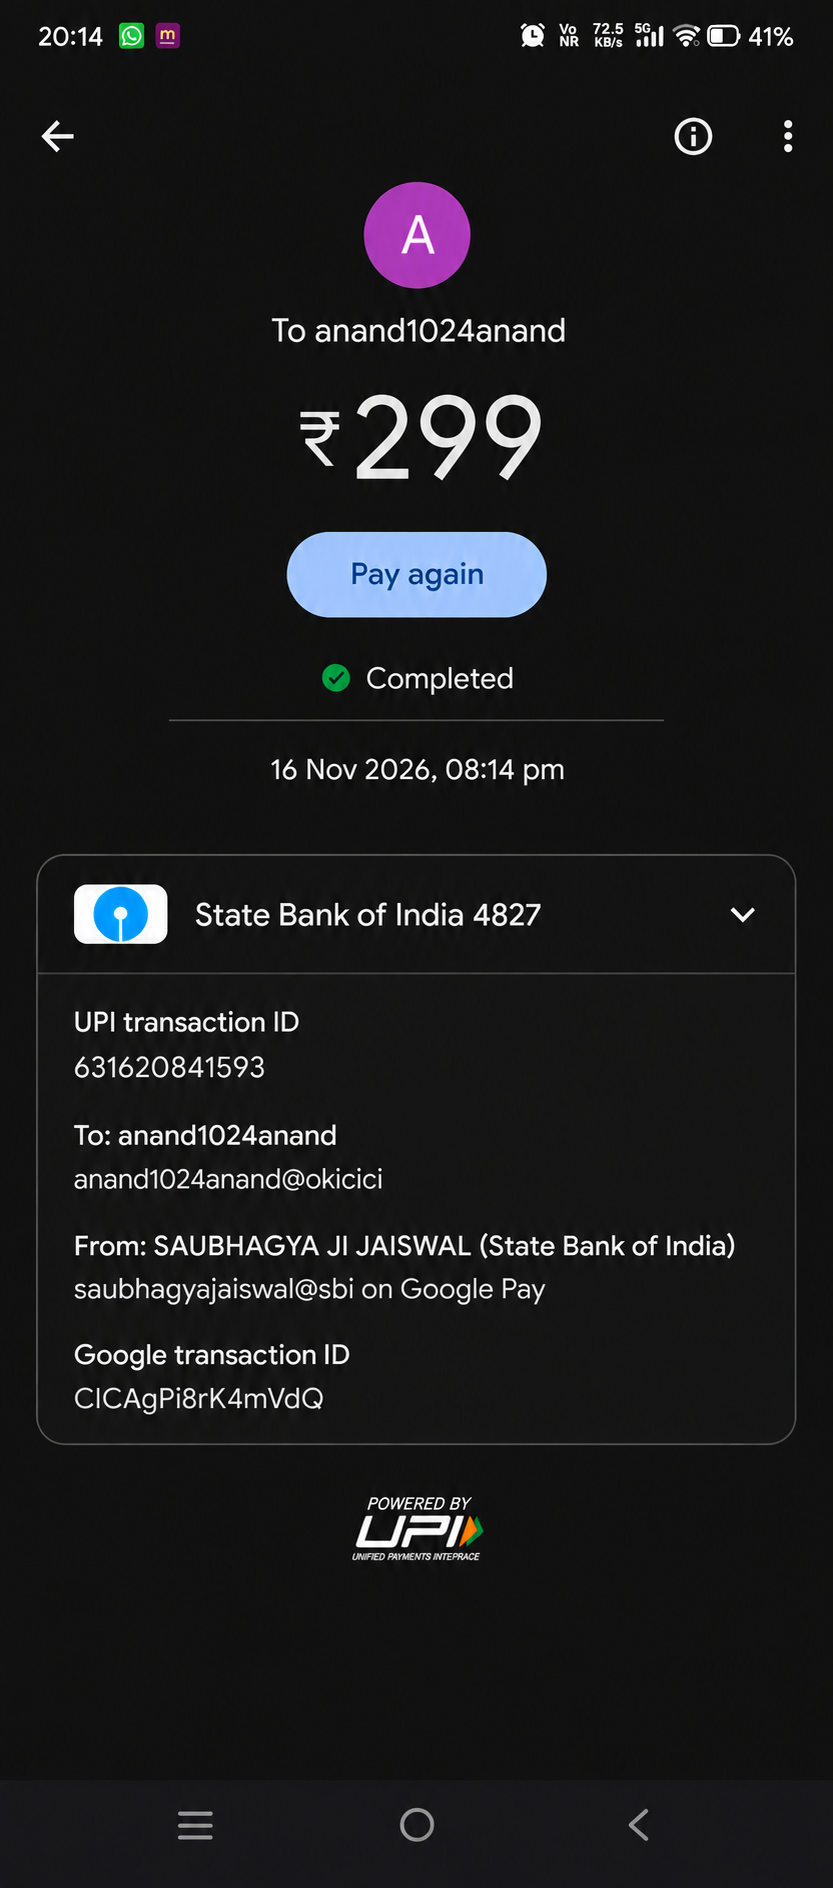 20:14
m
Vo NR 72.5 KB/s 5G 41%
A
To anand1024anand
₹299
Pay again
Completed
16 Nov 2026, 08:14 pm
State Bank of India 4827
UPI transaction ID
631620841593
To: anand1024anand
anand1024anand@okicici
From: SAUBHAGYA JI JAISWAL (State Bank of India)
saubhagyajaiswal@sbi on Google Pay
Google transaction ID
CICAgPi8rK4mVdQ
POWERED BY
UPI
UNIFIED PAYMENTS INTEPRACE